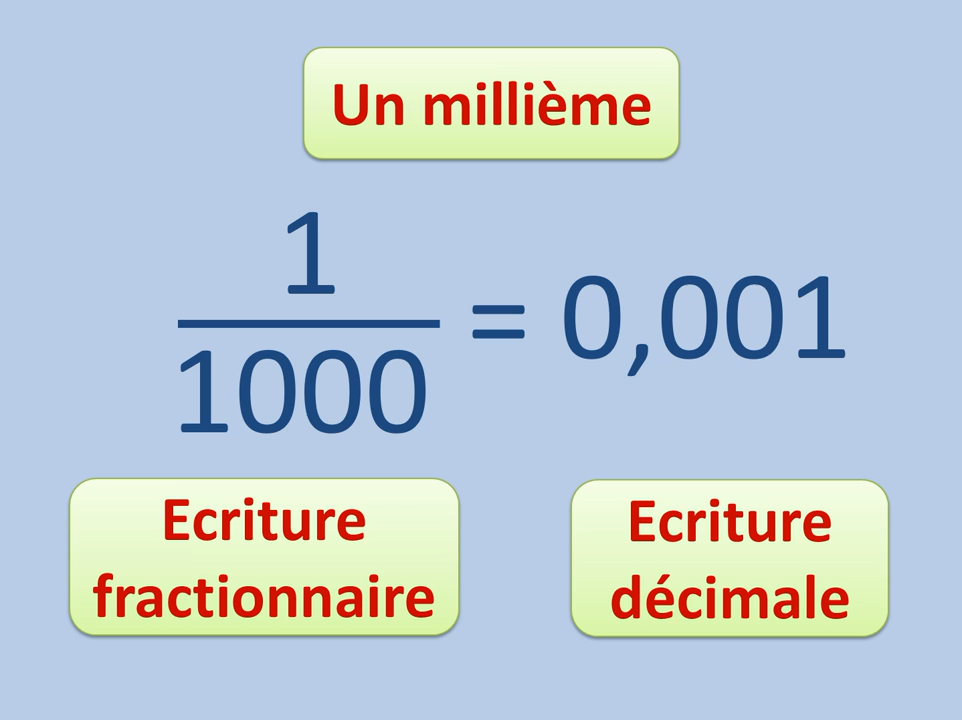 Un millième
1
1000
= 0,001
Ecriture
fractionnaire
Ecriture
décimale